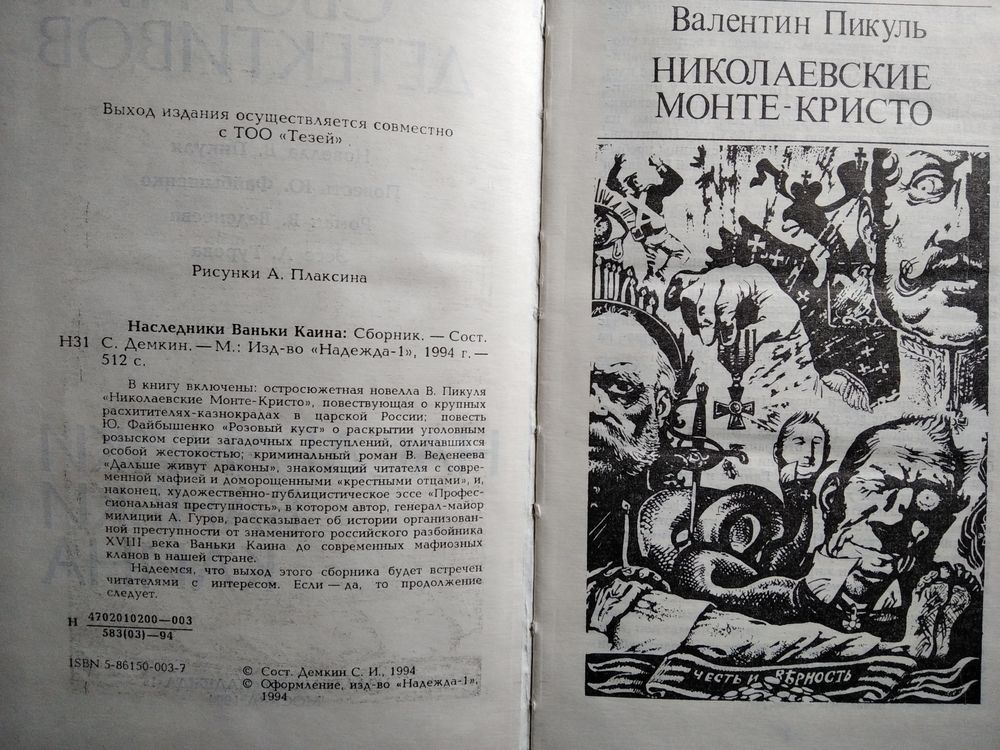 Выход издания осуществляется совместно
с ТОО «Тезей»
Рисунки А. Плаксина
Наследники Ваньки Каина: Сборник. — Сост.
Н31 С. Демкин. — М.: Изд-во «Надежда-1», 1994 г. —
512 с.
В книгу включены: остросюжетная новелла В. Пикуля
«Николаевские Монте-Кристо», повествующая о крупных
расхитителях-казнокрадах в царской России; повесть
Ю. Файбышенко «Розовый куст» о раскрытии уголовным
розыском серии загадочных преступлений, отличавшихся
особой жестокостью; криминальный роман В. Веденеева
«Дальше живут драконы», знакомящий читателя с совре-
менной мафией и доморощенными «крестными отцами», и,
наконец, художественно-публицистическое эссе «Профес-
сиональная преступность», в котором автор, генерал-майор
милиции А. Гуров, рассказывает об истории организован-
ной преступности от знаменитого российского разбойника
XVIII века Ваньки Каина до современных мафиозных
кланов в нашей стране.
Надеемся, что выход этого сборника будет встречен
читателями с интересом. Если — да, то продолжение
следует.
Н 4702010200—003
583(03)—94
ISBN 5-86150-003-7
© Сост. Демкин С. И., 1994
© Оформление, изд-во «Надежда-1»,
1994
Валентин Пикуль
НИКОЛАЕВСКИЕ
МОНТЕ-КРИСТО
ЧЕСТЬ И ВѢРНОСТЬ